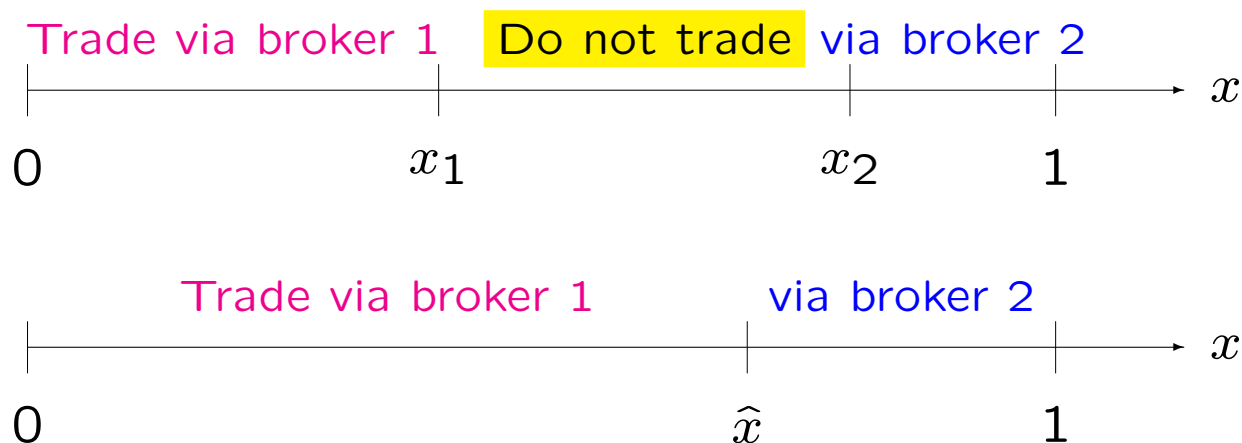 Trade via broker 1 Do not trade via broker 2
x
0 x1 x2 1
Trade via broker 1 via broker 2
x
0 x̂ 1